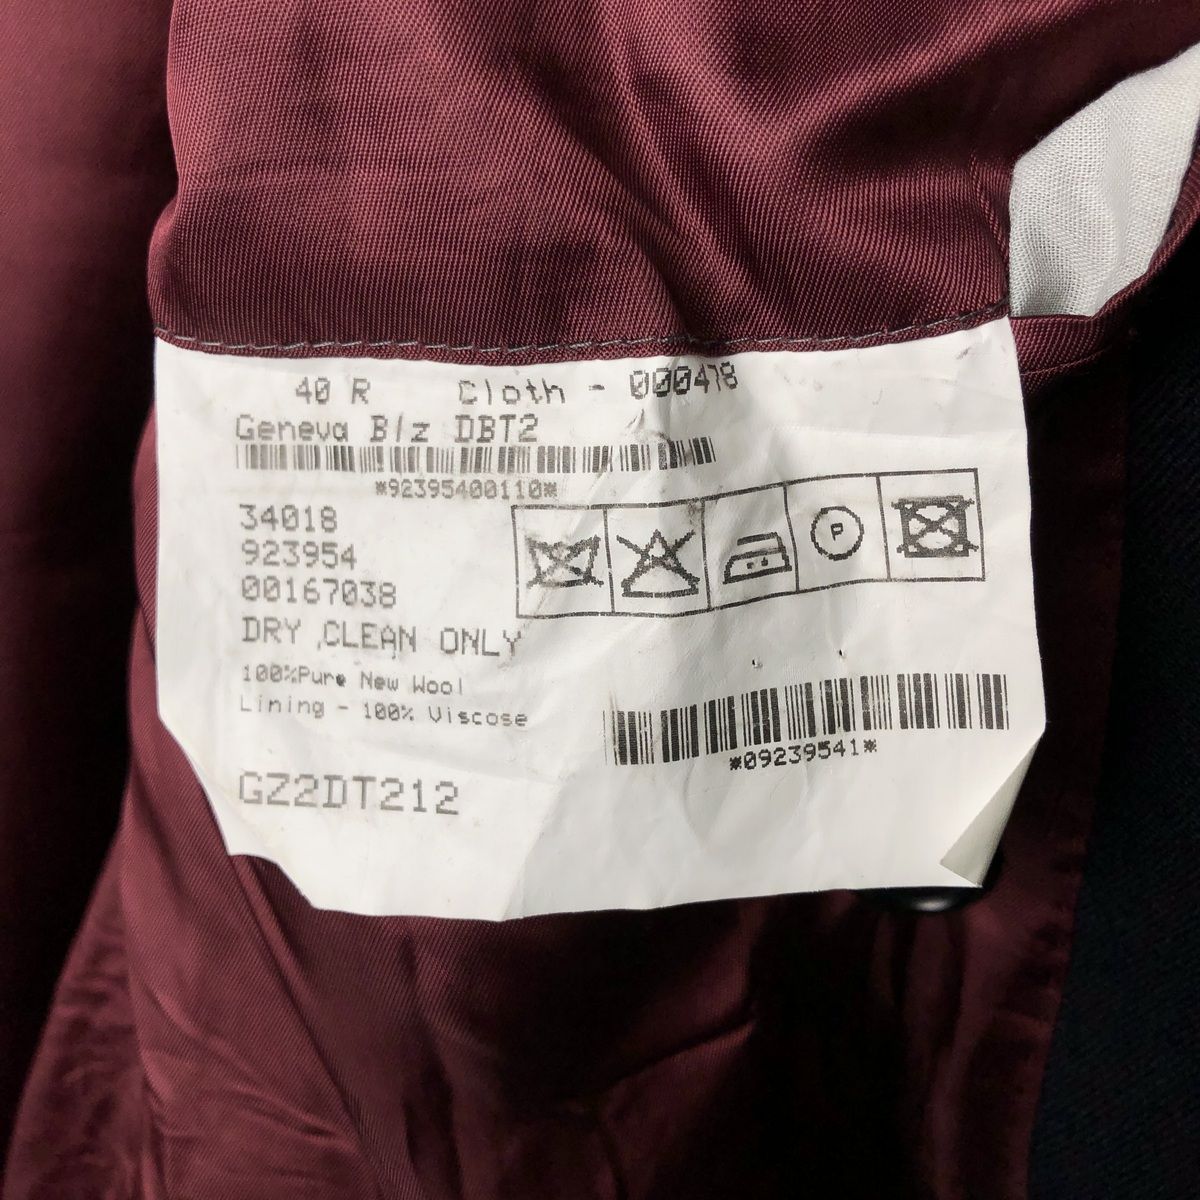 40 R Cloth - 000478
Geneva B/z DBT2
*92395400110*
34018
923954
00167038
P
DRY CLEAN ONLY
100%Pure New Wool
Lining - 100% Viscose
*09239541*
GZ2DT212